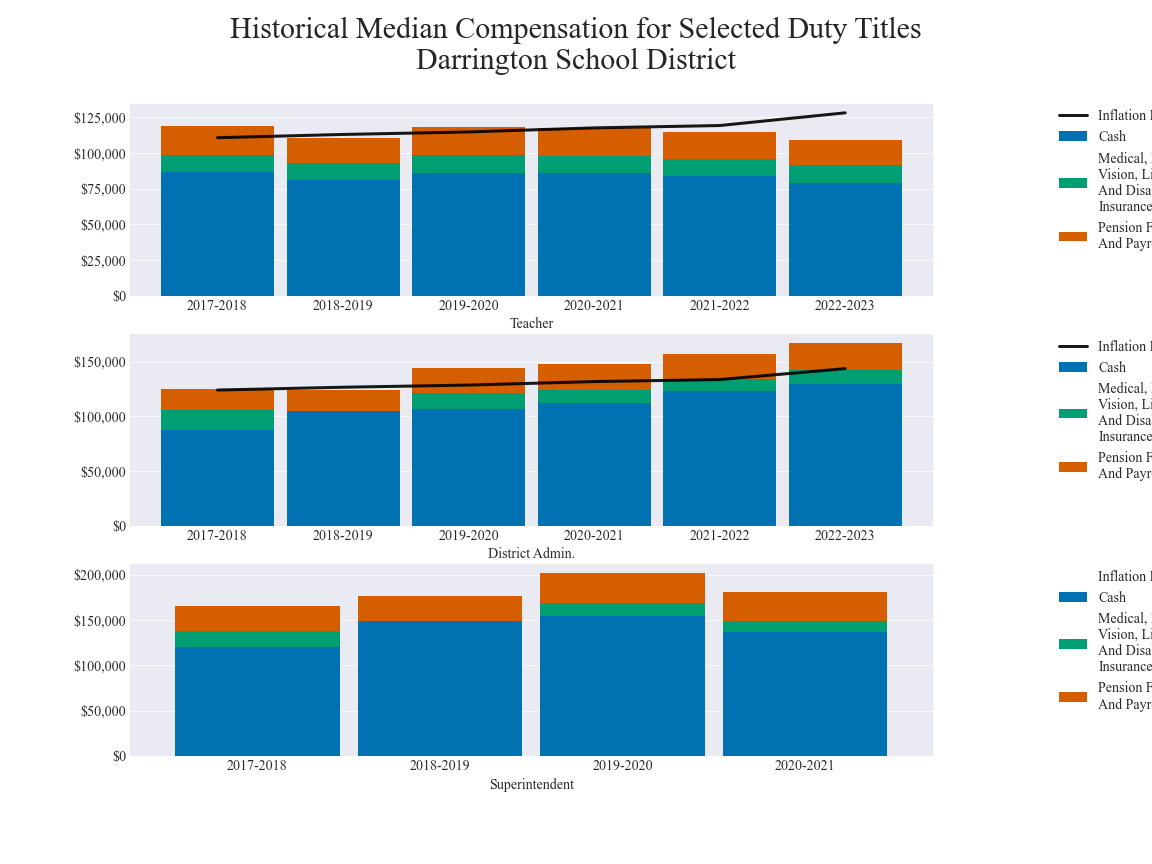 Historical Median Compensation for Selected Duty Titles
Darrington School District
$125,000
$100,000
$75,000
$50,000
$25,000
$0
2017-2018 2018-2019 2019-2020 2020-2021 2021-2022 2022-2023
Teacher
Inflation
Cash
Medical,
Vision,
And
Insurance
Pension
And
$150,000
$100,000
$50,000
$0
2017-2018 2018-2019 2019-2020 2020-2021 2021-2022 2022-2023
District Admin.
Inflation
Cash
Medical,
Vision,
And
Insurance
Pension
And
$200,000
$150,000
$100,000
$50,000
$0
2017-2018 2018-2019 2019-2020 2020-2021
Superintendent
Inflation
Cash
Medical,
Vision,
And
Insurance
Pension
And